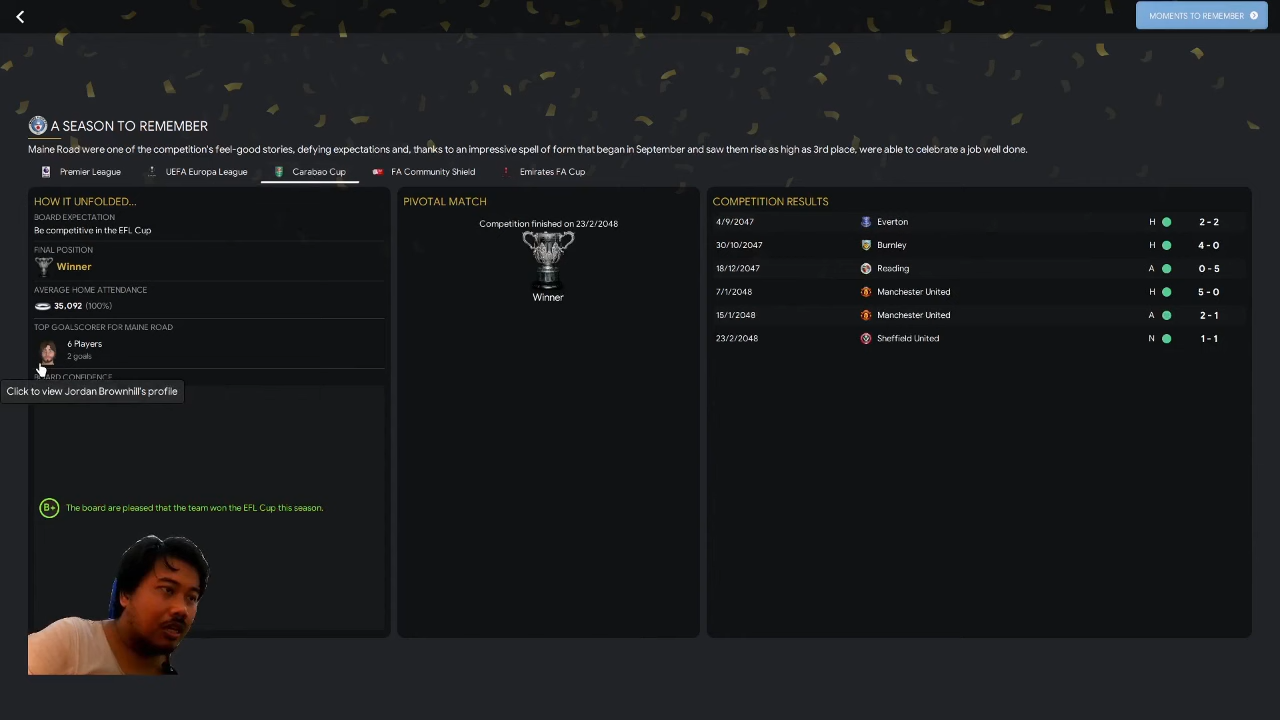 MOMENTS TO REMEMBER
A SEASON TO REMEMBER
Maine Road were one of the competition's feel-good stories, defying expectations and, thanks to an impressive spell of form that began in September and saw them rise as high as 3rd place, were able to celebrate a job well done.
Premier League UEFA Europa League Carabao Cup FA Community Shield Emirates FA Cup
HOW IT UNFOLDED...
BOARD EXPECTATION
Be competitive in the EFL Cup
FINAL POSITION
Winner
AVERAGE HOME ATTENDANCE
35,092 (100%)
TOP GOALSCORER FOR MAINE ROAD
6 Players
2 goals
BOARD CONFIDENCE
Click to view Jordan Brownhill's profile
B+ The board are pleased that the team won the EFL Cup this season.
PIVOTAL MATCH
Competition finished on 23/2/2048
Winner
COMPETITION RESULTS
4/9/2047 Everton H 2 - 2
30/10/2047 Burnley H 4 - 0
18/12/2047 Reading A 0 - 5
7/1/2048 Manchester United H 5 - 0
15/1/2048 Manchester United A 2 - 1
23/2/2048 Sheffield United N 1 - 1